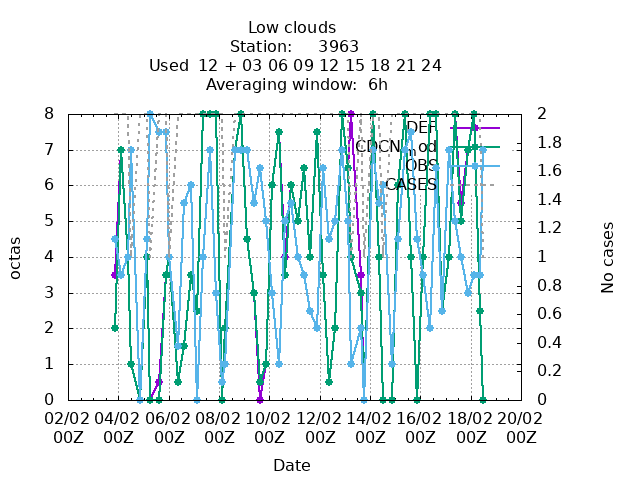 Low clouds
Station:     3963
Used  12 + 03 06 09 12 15 18 21 24
Averaging window:  6h
DEF
CDCN_mod
OBS
CASES
octas
8
7
6
5
4
3
2
1
0
No cases
2
1.8
1.6
1.4
1.2
1
0.8
0.6
0.4
0.2
0
02/02 04/02 06/02 08/02 10/02 12/02 14/02 16/02 18/02 20/02
00Z 00Z 00Z 00Z 00Z 00Z 00Z 00Z 00Z 00Z
Date